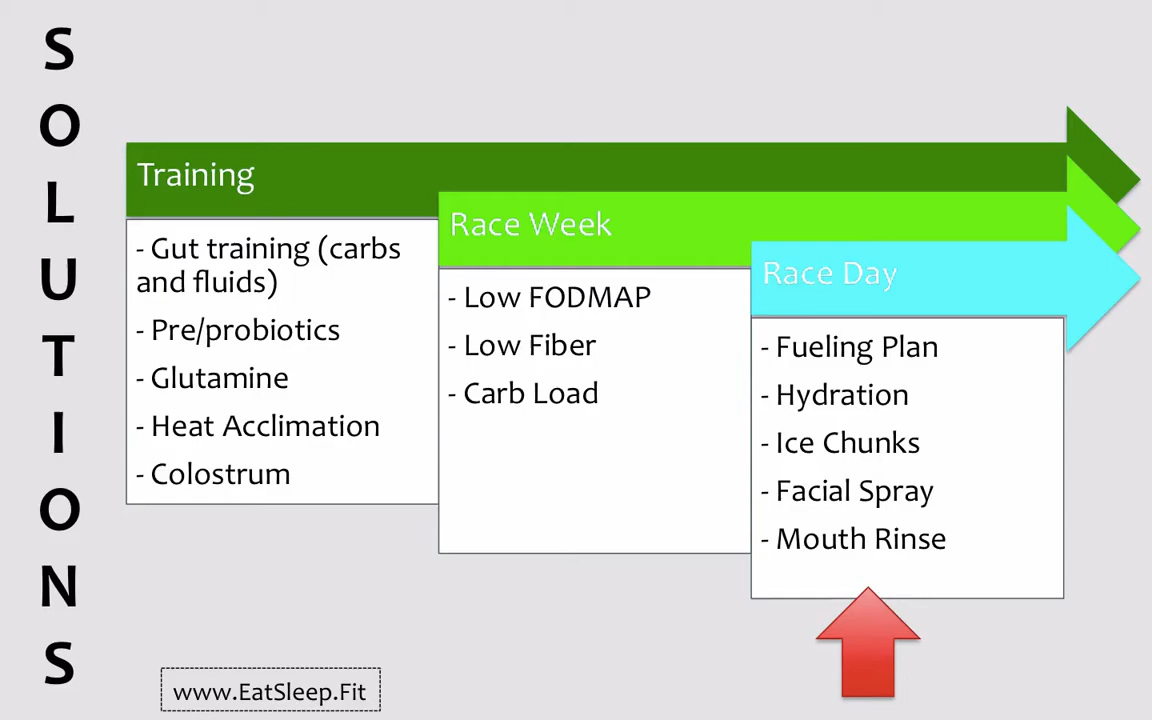 SOLUTIONS
Training
- Gut training (carbs
and fluids)
- Pre/probiotics
- Glutamine
- Heat Acclimation
- Colostrum
Race Week
- Low FODMAP
- Low Fiber
- Carb Load
Race Day
- Fueling Plan
- Hydration
- Ice Chunks
- Facial Spray
- Mouth Rinse
www.EatSleep.Fit